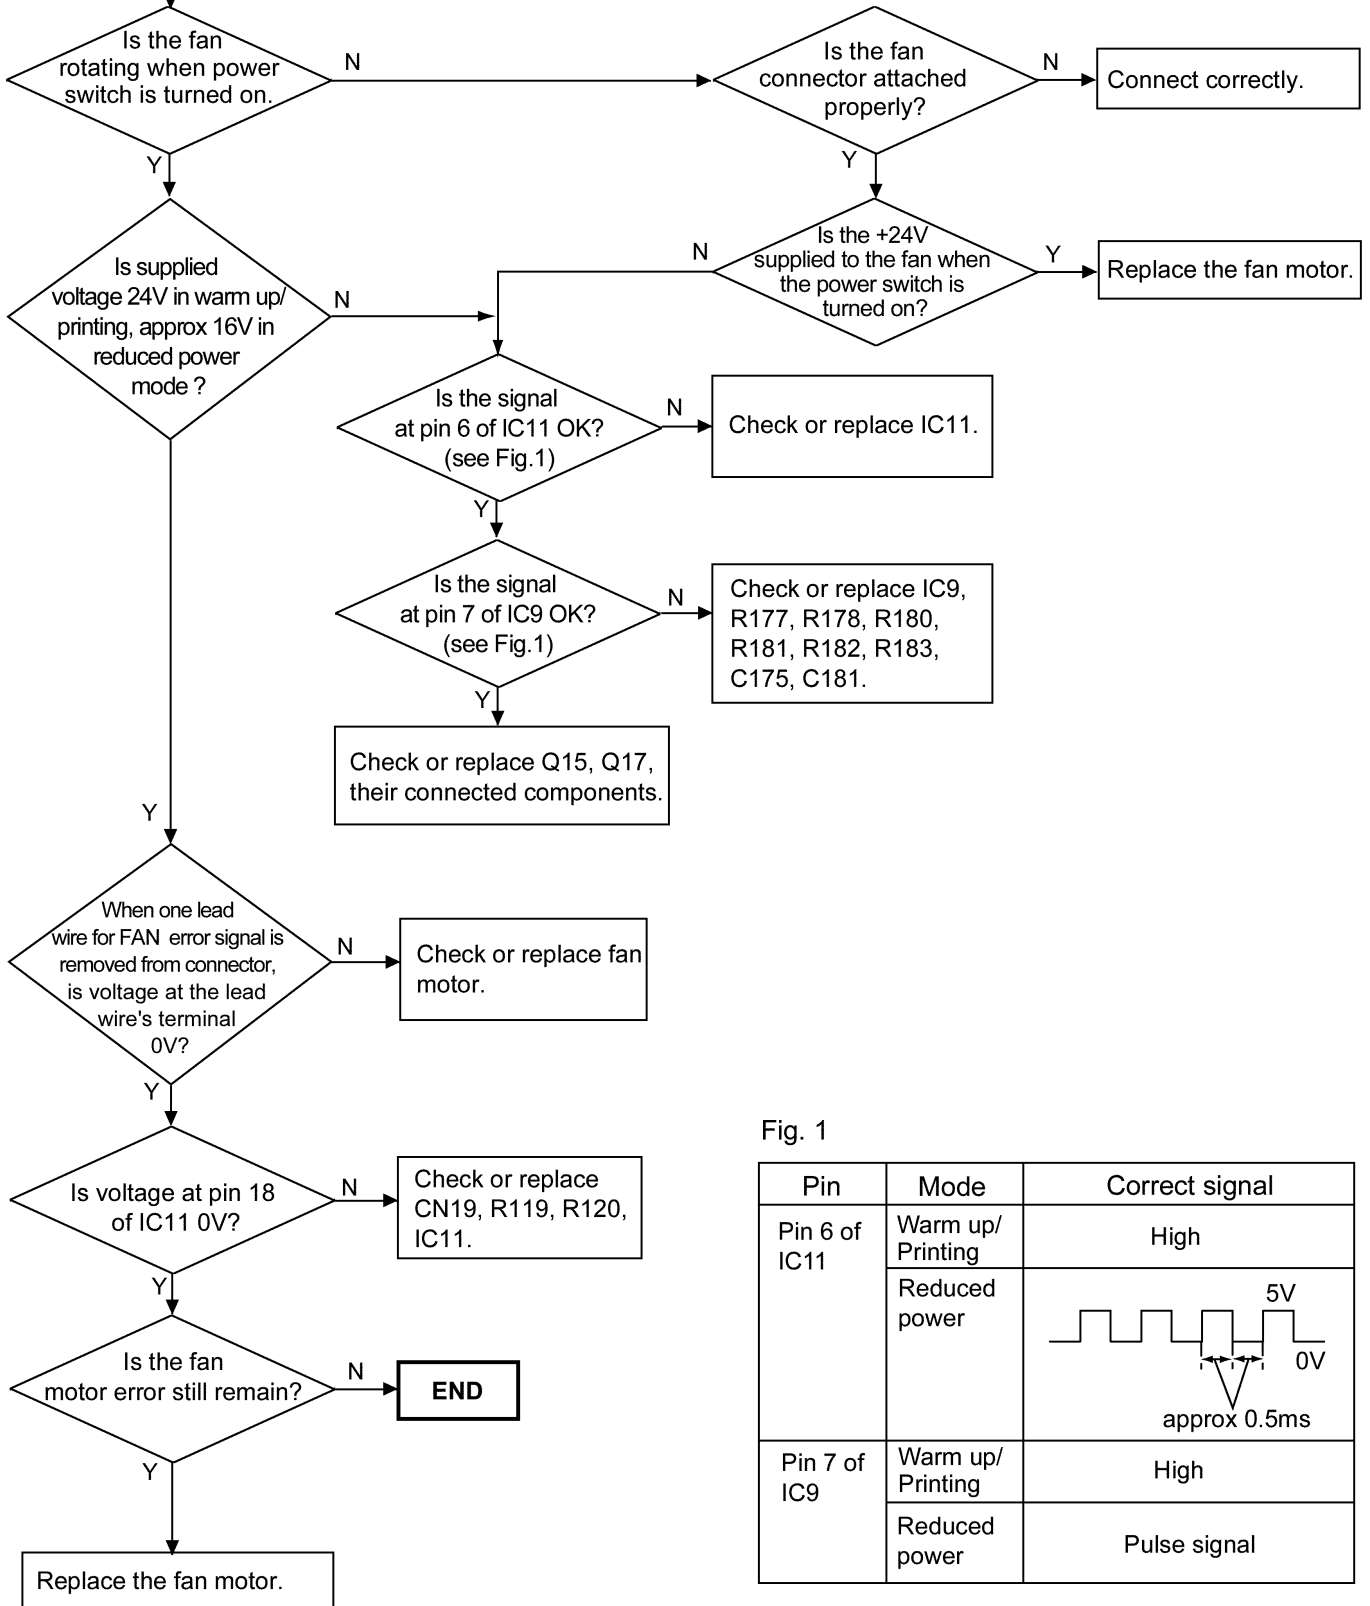 Is the fan
rotating when power
switch is turned on.
N
Y
Is the fan
connector attached
properly?
N
Connect correctly.
Y
Is supplied
voltage 24V in warm up/
printing, approx 16V in
reduced power
mode ?
N
Y
Is the +24V
supplied to the fan when
the power switch is
turned on?
N
Y
Replace the fan motor.
Is the signal
at pin 6 of IC11 OK?
(see Fig.1)
N
Check or replace IC11.
Y
Is the signal
at pin 7 of IC9 OK?
(see Fig.1)
N
Check or replace IC9,
R177, R178, R180,
R181, R182, R183,
C175, C181.
Y
Check or replace Q15, Q17,
their connected components.
When one lead
wire for FAN error signal is
removed from connector,
is voltage at the lead
wire's terminal
0V?
N
Check or replace fan
motor.
Y
Is voltage at pin 18
of IC11 0V?
N
Check or replace
CN19, R119, R120,
IC11.
Y
Is the fan
motor error still remain?
N
END
Y
Replace the fan motor.
Fig. 1
Pin
Mode
Correct signal
Pin 6 of
IC11
Warm up/
Printing
High
Reduced
power
5V
0V
approx 0.5ms
Pin 7 of
IC9
Warm up/
Printing
High
Reduced
power
Pulse signal